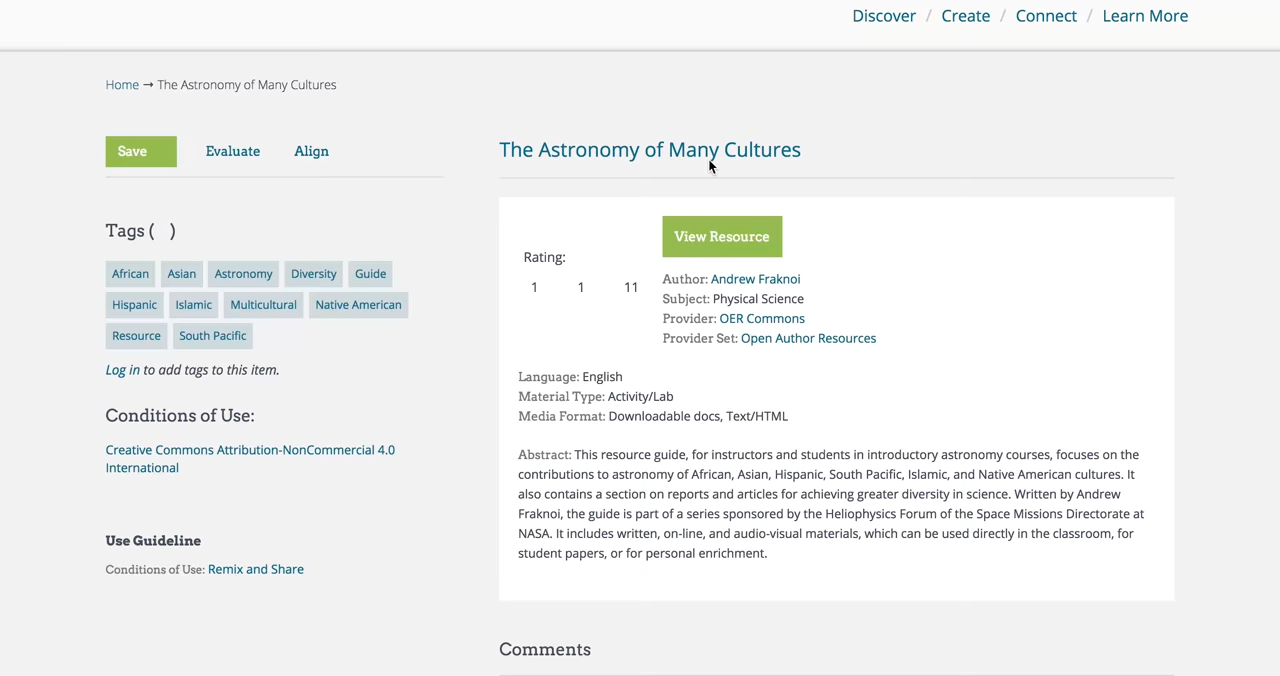 Discover / Create / Connect / Learn More
Home → The Astronomy of Many Cultures
Save Evaluate Align
Tags ( )
African Asian Astronomy Diversity Guide
Hispanic Islamic Multicultural Native American
Resource South Pacific
Log in to add tags to this item.
Conditions of Use:
Creative Commons Attribution-NonCommercial 4.0
International
Use Guideline
Conditions of Use: Remix and Share
The Astronomy of Many Cultures
View Resource
Rating:
1 1 11
Author: Andrew Fraknoi
Subject: Physical Science
Provider: OER Commons
Provider Set: Open Author Resources
Language: English
Material Type: Activity/Lab
Media Format: Downloadable docs, Text/HTML
Abstract: This resource guide, for instructors and students in introductory astronomy courses, focuses on the
contributions to astronomy of African, Asian, Hispanic, South Pacific, Islamic, and Native American cultures. It
also contains a section on reports and articles for achieving greater diversity in science. Written by Andrew
Fraknoi, the guide is part of a series sponsored by the Heliophysics Forum of the Space Missions Directorate at
NASA. It includes written, on-line, and audio-visual materials, which can be used directly in the classroom, for
student papers, or for personal enrichment.
Comments